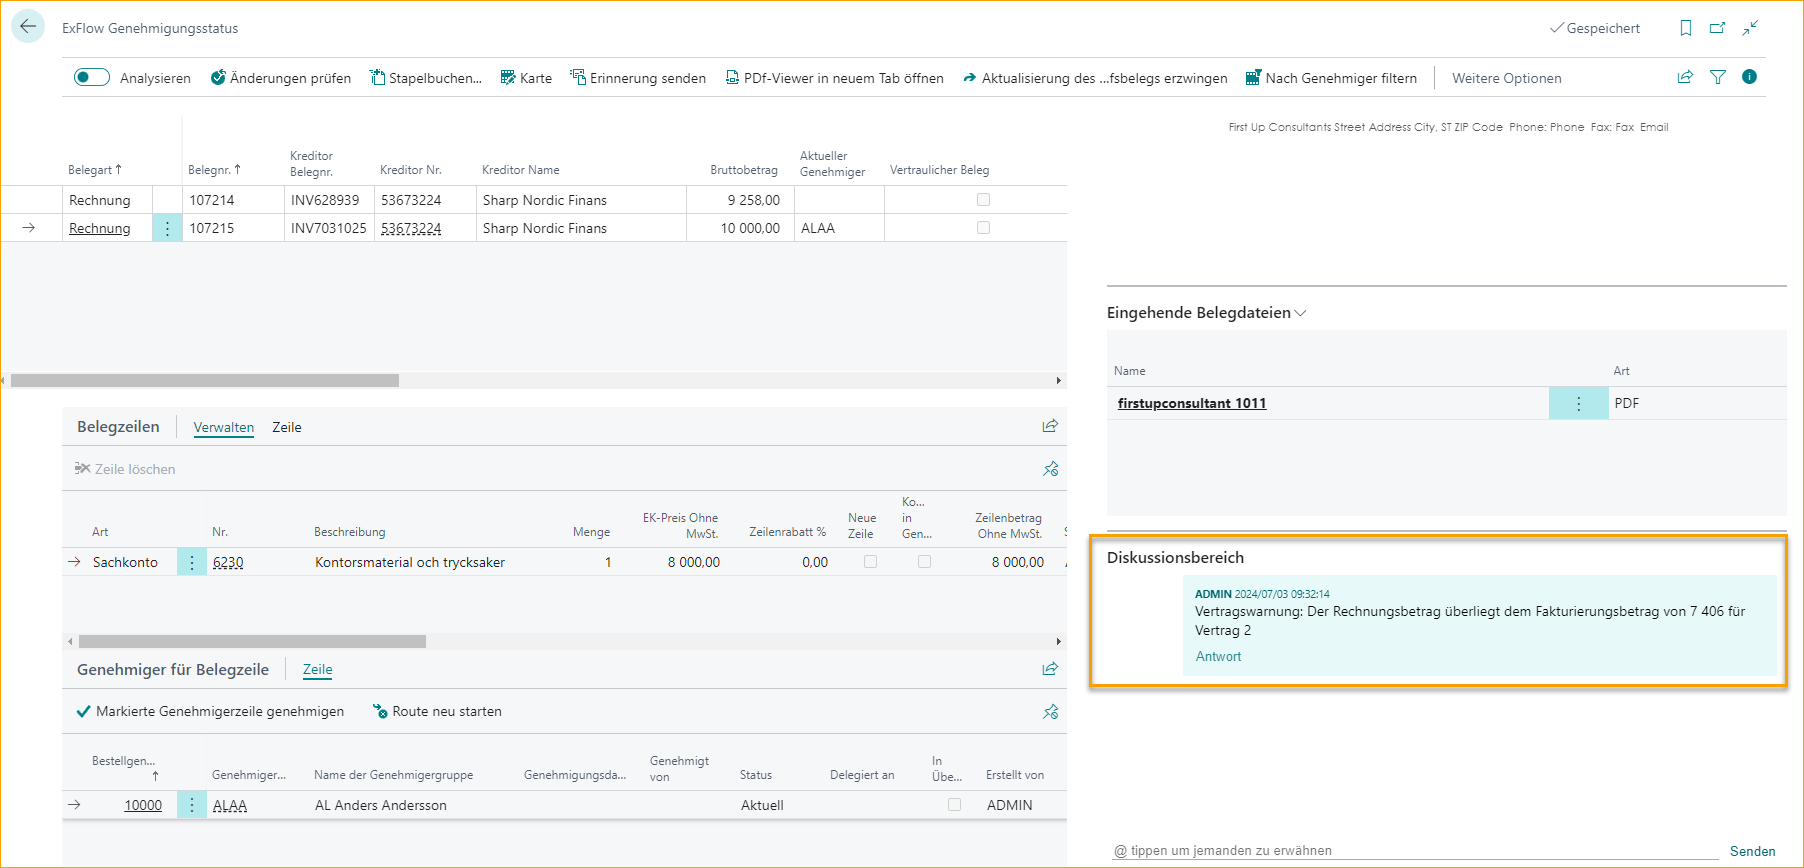 ExFlow Genehmigungsstatus
Gespeichert
Analysieren Änderungen prüfen Stapelbuchen... Karte Erinnerung senden PDf-Viewer in neuem Tab öffnen Aktualisierung des ...fsbelegs erzwingen Nach Genehmiger filtern Weitere Optionen
First Up Consultants Street Address City, ST ZIP Code Phone: Phone Fax: Fax Email
Belegart ↑ Belegnr. ↑ Kreditor Belegnr. Kreditor Nr. Kreditor Name Bruttobetrag Aktueller Genehmiger Vertraulicher Beleg
Rechnung 107214 INV628939 53673224 Sharp Nordic Finans 9 258,00
Rechnung 107215 INV7031025 53673224 Sharp Nordic Finans 10 000,00 ALAA
Eingehende Belegdateien
Name Art
firstupconsultant 1011 PDF
Belegzeilen Verwalten Zeile
Zeile löschen
Art Nr. Beschreibung Menge EK-Preis Ohne MwSt. Zeilenrabatt % Neue Zeile Ko... in Gen... Zeilenbetrag Ohne MwSt.
Sachkonto 6230 Kontorsmaterial och trycksaker 1 8 000,00 0,00 8 000,00
Diskussionsbereich
ADMIN 2024/07/03 09:32:14
Vertragswarnung: Der Rechnungsbetrag überliegt dem Fakturierungsbetrag von 7 406 für
Vertrag 2
Antwort
Genehmiger für Belegzeile Zeile
Markierte Genehmigerzeile genehmigen Route neu starten
Bestellgen... ↑ Genehmiger... Name der Genehmigergruppe Genehmigungsda... Genehmigt von Status Delegiert an In Übe... Erstellt von
10000 ALAA AL Anders Andersson Aktuell ADMIN
@ tippen um jemanden zu erwähnen
Senden